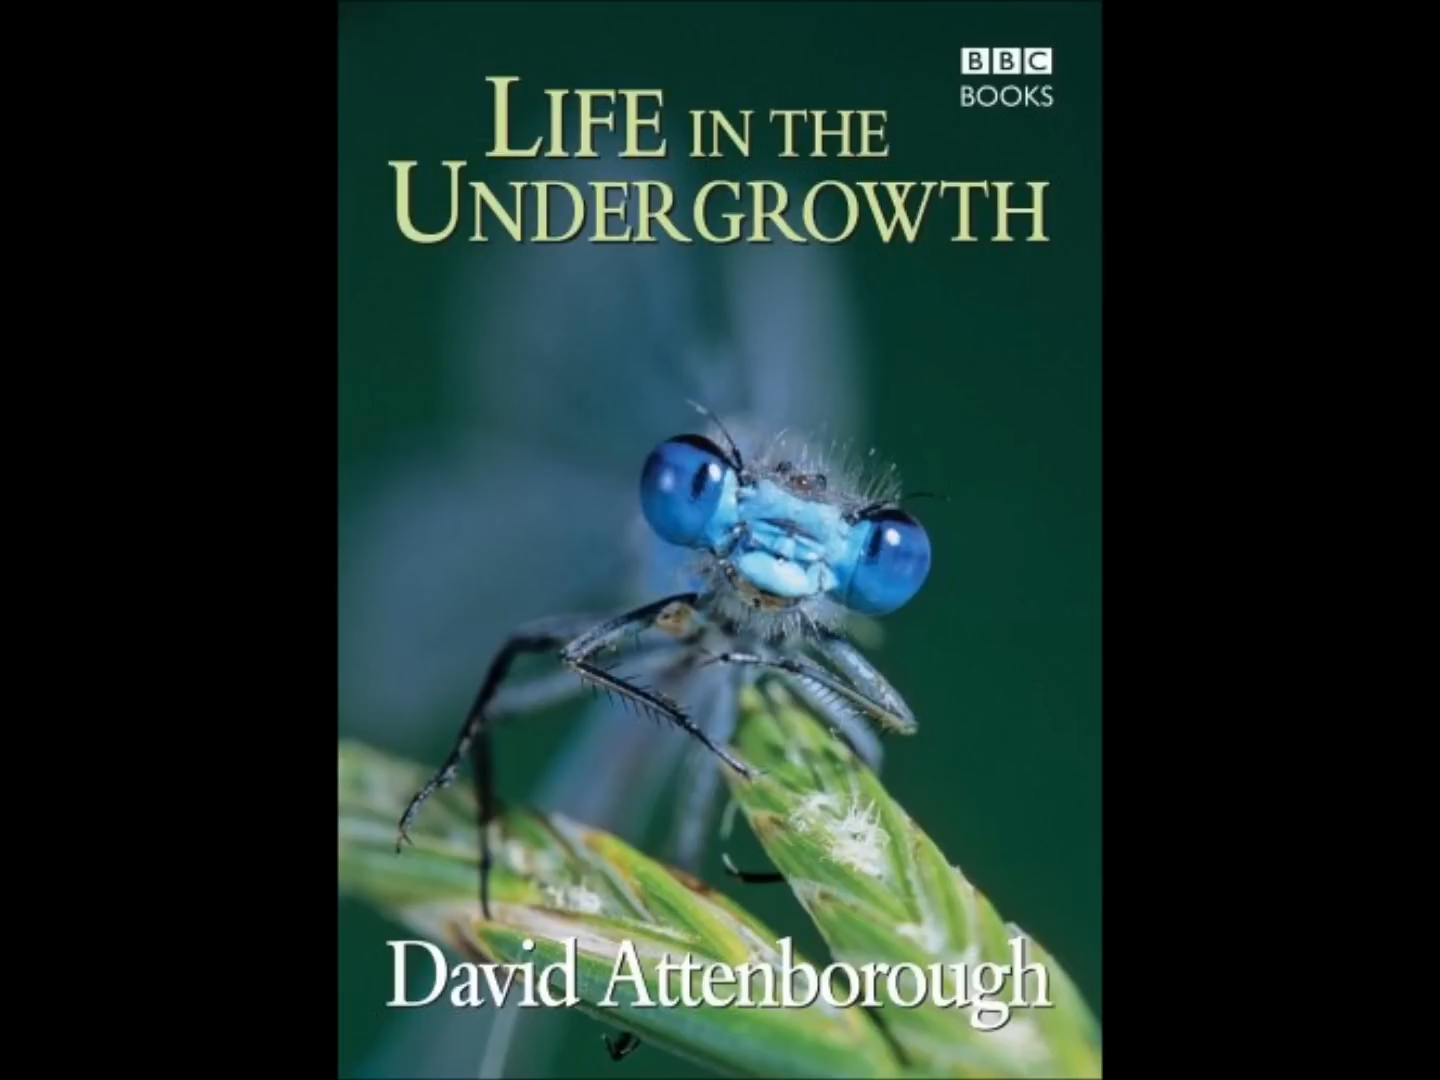 BBC
BOOKS
LIFE IN THE
UNDERGROWTH
David Attenborough